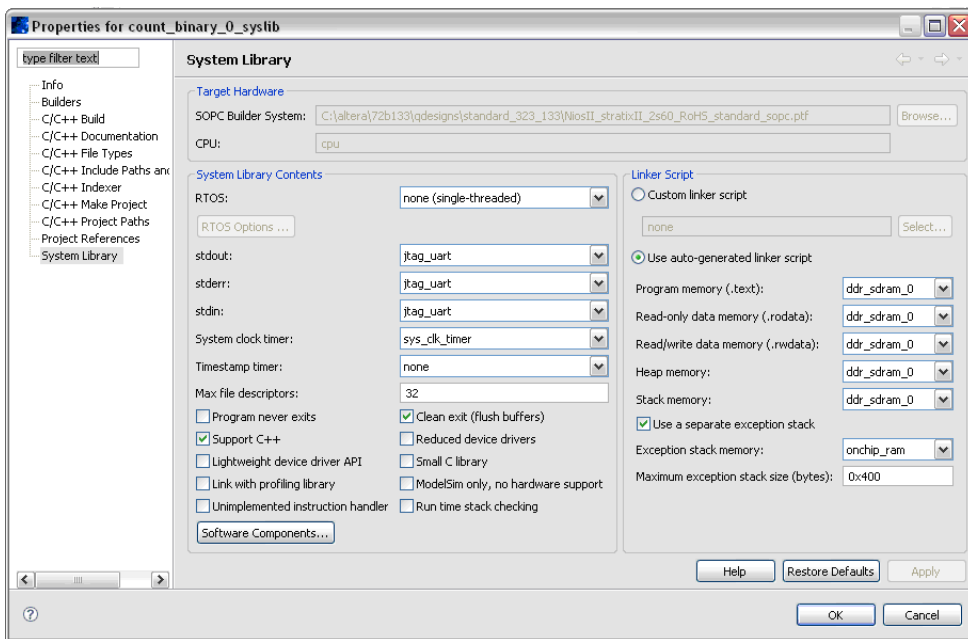 Properties for count_binary_0_syslib
type filter text
Info
Builders
C/C++ Build
C/C++ Documentation
C/C++ File Types
C/C++ Include Paths and
C/C++ Indexer
C/C++ Make Project
C/C++ Project Paths
Project References
System Library
System Library
Target Hardware
SOPC Builder System: C:\altera\72b133\qdesigns\standard_323_133\NiosII_stratixII_2s60_RoHS_standard_sopc.ptf Browse...
CPU: cpu
System Library Contents
RTOS: none (single-threaded)
RTOS Options ...
stdout: jtag_uart
stderr: jtag_uart
stdin: jtag_uart
System clock timer: sys_clk_timer
Timestamp timer: none
Max file descriptors: 32
Program never exits Clean exit (flush buffers)
Support C++ Reduced device drivers
Lightweight device driver API Small C library
Link with profiling library ModelSim only, no hardware support
Unimplemented instruction handler Run time stack checking
Software Components...
Linker Script
Custom linker script
none Select...
Use auto-generated linker script
Program memory (.text): ddr_sdram_0
Read-only data memory (.rodata): ddr_sdram_0
Read/write data memory (.rwdata): ddr_sdram_0
Heap memory: ddr_sdram_0
Stack memory: ddr_sdram_0
Use a separate exception stack
Exception stack memory: onchip_ram
Maximum exception stack size (bytes): 0x400
Help Restore Defaults Apply
? OK Cancel